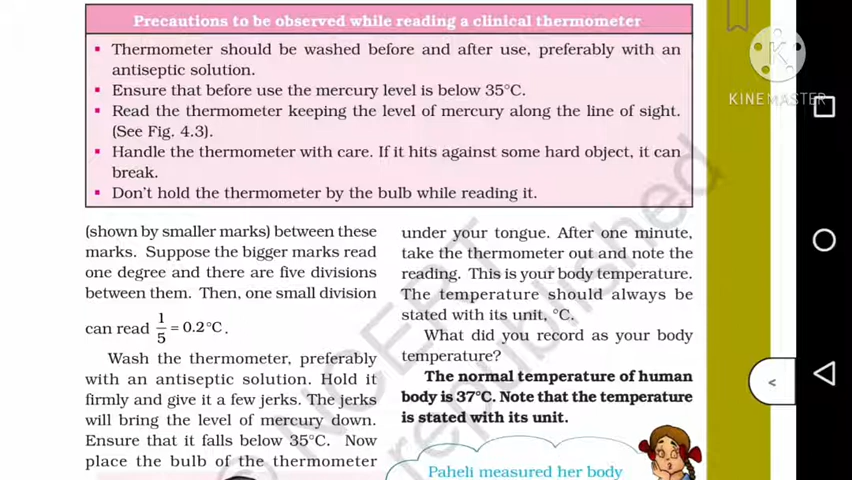 Precautions to be observed while reading a clinical thermometer
▪ Thermometer should be washed before and after use, preferably with an
antiseptic solution.
▪ Ensure that before use the mercury level is below 35°C.
▪ Read the thermometer keeping the level of mercury along the line of sight.
(See Fig. 4.3).
▪ Handle the thermometer with care. If it hits against some hard object, it can
break.
▪ Don't hold the thermometer by the bulb while reading it.
(shown by smaller marks) between these
marks. Suppose the bigger marks read
one degree and there are five divisions
between them. Then, one small division
can read 1/5 = 0.2°C.
Wash the thermometer, preferably
with an antiseptic solution. Hold it
firmly and give it a few jerks. The jerks
will bring the level of mercury down.
Ensure that it falls below 35°C. Now
place the bulb of the thermometer
under your tongue. After one minute,
take the thermometer out and note the
reading. This is your body temperature.
The temperature should always be
stated with its unit, °C.
What did you record as your body
temperature?
The normal temperature of human
body is 37°C. Note that the temperature
is stated with its unit.
Paheli measured her body
© NCERT
republished
K
KINEMASTER
<